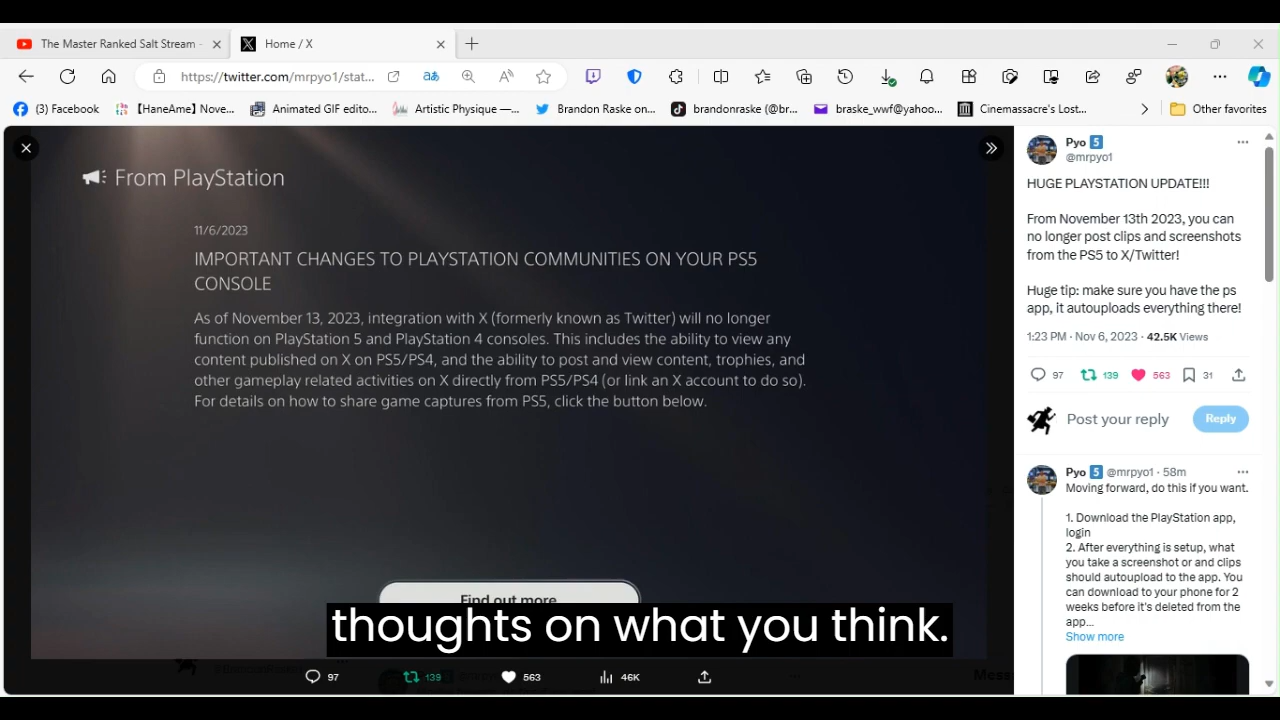 The Master Ranked Salt Stream -
Home / X
https://twitter.com/mrpyo1/stat...
(3) Facebook
【HaneAme】 Nove...
Animated GIF edito...
Artistic Physique —...
Brandon Raske on...
brandonraske (@br...
braske_wwf@yahoo...
Cinemassacre's Lost...
Other favorites
From PlayStation
11/6/2023
IMPORTANT CHANGES TO PLAYSTATION COMMUNITIES ON YOUR PS5
CONSOLE
As of November 13, 2023, integration with X (formerly known as Twitter) will no longer
function on PlayStation 5 and PlayStation 4 consoles. This includes the ability to view any
content published on X on PS5/PS4, and the ability to post and view content, trophies, and
other gameplay related activities on X directly from PS5/PS4 (or link an X account to do so).
For details on how to share game captures from PS5, click the button below.
Find out more
thoughts on what you think.
97
139
563
46K
Pyo 5
@mrpyo1
HUGE PLAYSTATION UPDATE!!!
From November 13th 2023, you can
no longer post clips and screenshots
from the PS5 to X/Twitter!
Huge tip: make sure you have the ps
app, it autouploads everything there!
1:23 PM · Nov 6, 2023 · 42.5K Views
97
139
563
31
Post your reply
Reply
Pyo 5 @mrpyo1 · 58m
Moving forward, do this if you want.
1. Download the PlayStation app,
login
2. After everything is setup, what
you take a screenshot or and clips
should autoupload to the app. You
can download to your phone for 2
weeks before it's deleted from the
app...
Show more